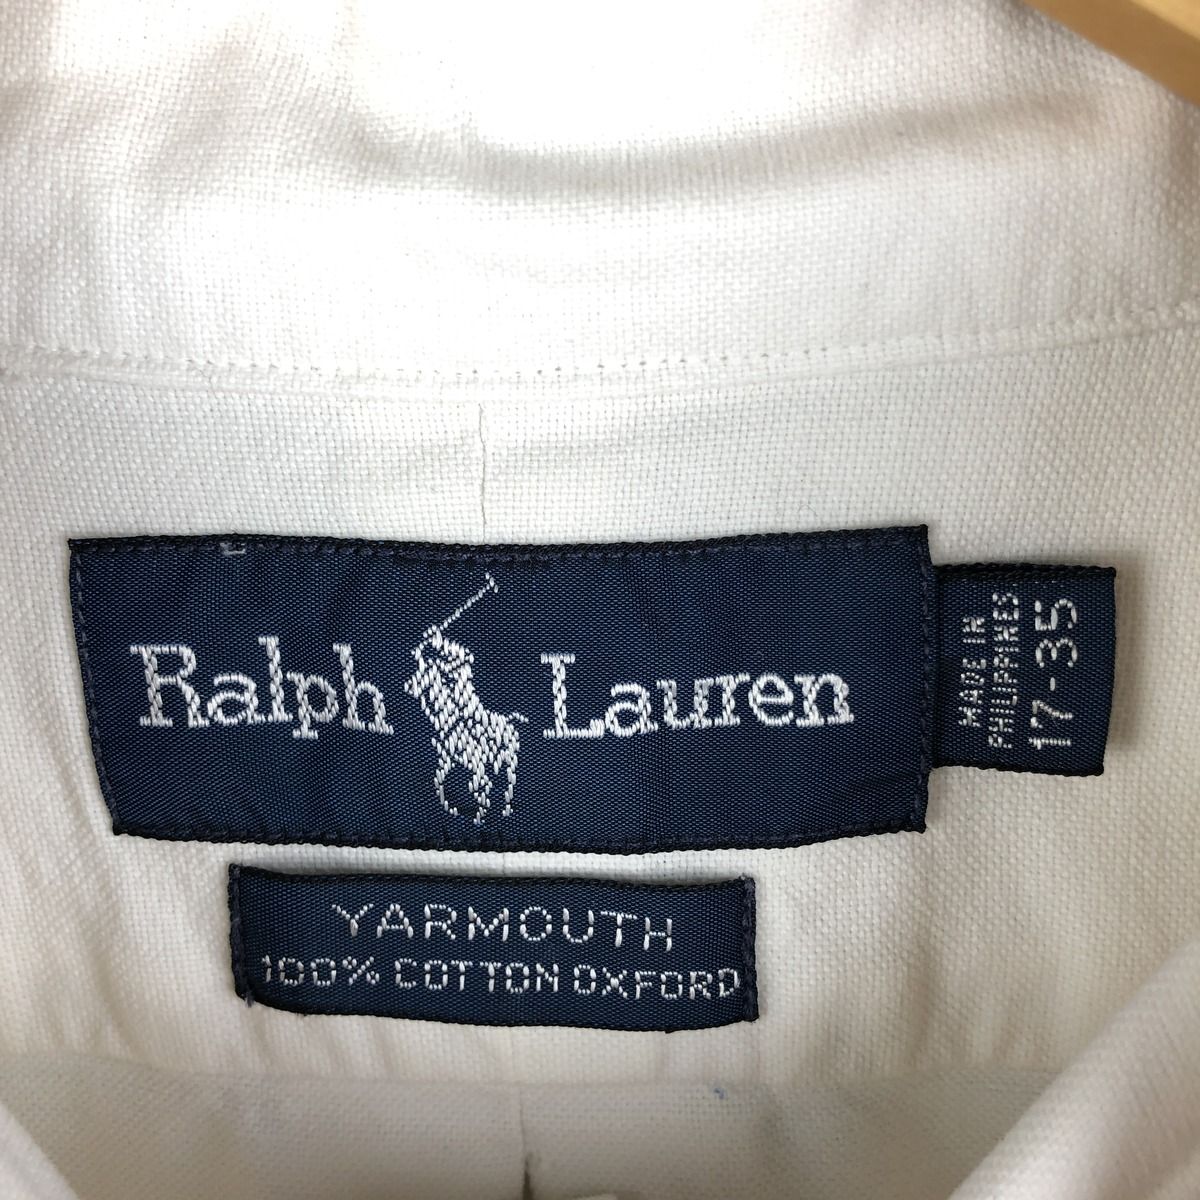 Ralph Lauren
MADE IN
PHILIPPINES
17-35
YARMOUTH
100% COTTON OXFORD